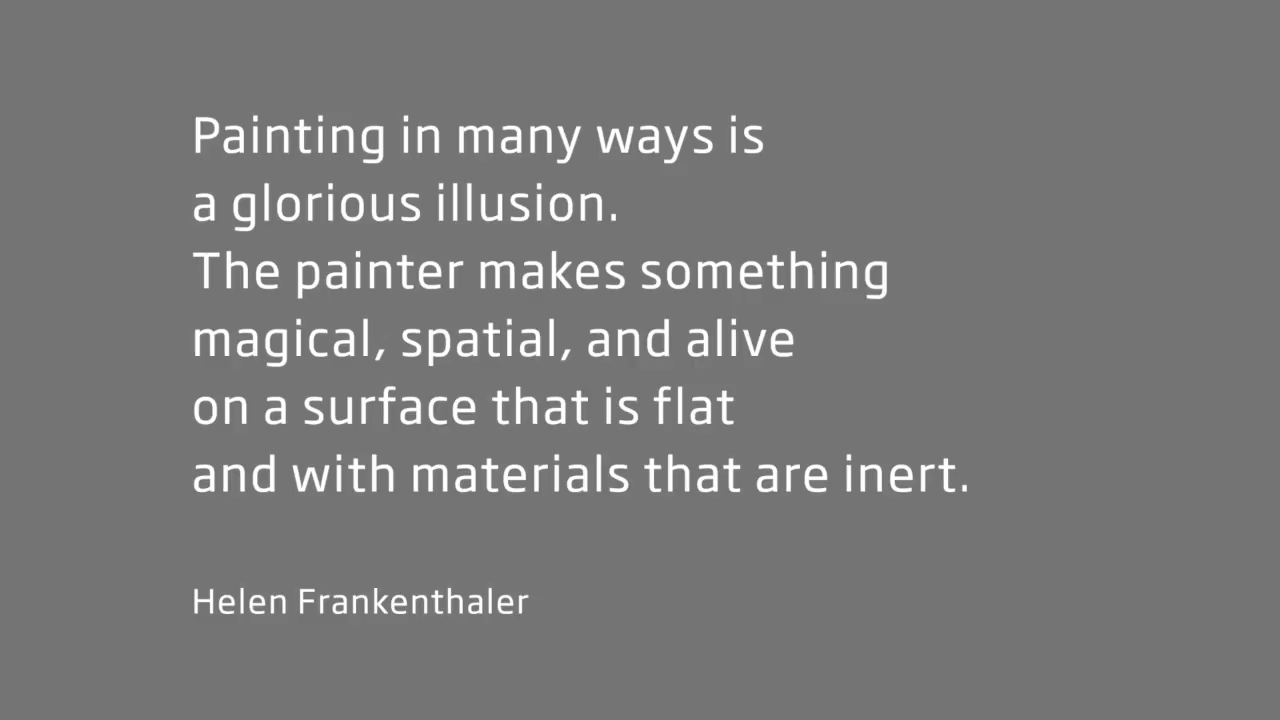 Painting in many ways is
a glorious illusion.
The painter makes something
magical, spatial, and alive
on a surface that is flat
and with materials that are inert.
Helen Frankenthaler